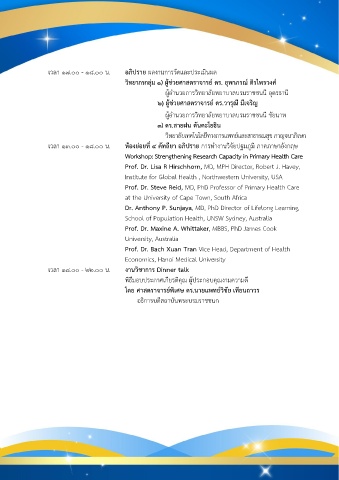 เวลา ๑๗.๐๐ - ๑๘.๐๐ น. อภิปราย ผลงานการวัดและประเมินผล
วิทยากรกลุ่ม ๑) ผู้ช่วยศาสตราจารย์ ดร. ยุพาภรณ์ ติรไพรวงศ์
ผู้อำนวยการวิทยาลัยพยาบาลบรมราชชนนี อุดรธานี
๒) ผู้ช่วยศาสตราจารย์ ดร.วารุณี มีเจริญ
ผู้อำนวยการวิทยาลัยพยาบาลบรมราชชนนี ชัยนาท
๓) ดร.สายฝน ตันตะโยธิน
วิทยาลัยเทคโนโลยีทางการแพทย์และสาธารณสุข กาญจนาภิเษก
เวลา ๑๓.๐๐ - ๑๘.๐๐ น. ห้องย่อยที่ ๔ ศัลยิกา อภิปราย การทำงานวิจัยปฐมภูมิ ภาคภาษาอังกฤษ
Workshop: Strengthening Research Capacity in Primary Health Care
Prof. Dr. Lisa R Hirschhorn, MD, MPH Director, Robert J. Havey,
Institute for Global Health , Northwestern University, USA
Prof. Dr. Steve Reid, MD, PhD Professor of Primary Health Care
at the University of Cape Town, South Africa
Dr. Anthony P. Sunjaya, MD, PhD Director of Lifelong Learning,
School of Population Health, UNSW Sydney, Australia
Prof. Dr. Maxine A. Whittaker, MBBS, PhD James Cook
University, Australia
Prof. Dr. Bach Xuan Tran Vice Head, Department of Health
Economics, Hanoi Medical University
เวลา ๑๘.๐๐ - ๒๒.๐๐ น. งานวิชาการ Dinner talk
พิธีมอบประกาศเกียรติคุณ ผู้ประกอบคุณงามความดี
โดย ศาสตราจารย์พิเศษ ดร.นายแพทย์วิชัย เทียนถาวร
อธิการบดีสถาบันพระบรมราชชนก